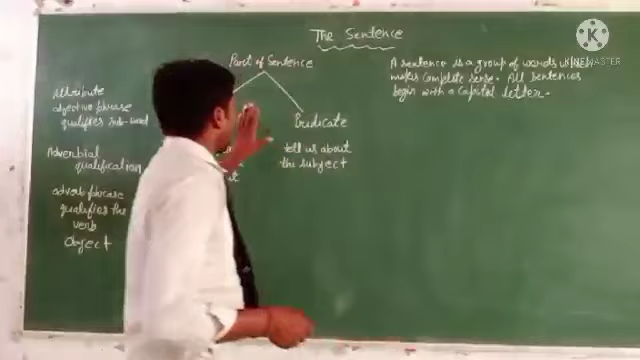 The Sentence
Part of Sentence
A sentence is a group of words which
makes complete sense. All sentences
begin with a capital letter.
Attribute
adjective phrase
qualifies sub-word
Predicate
tell us about
the subject
Adverbial
qualification
adverb phrase
qualifies the
verb
Object
K
KINEMASTER